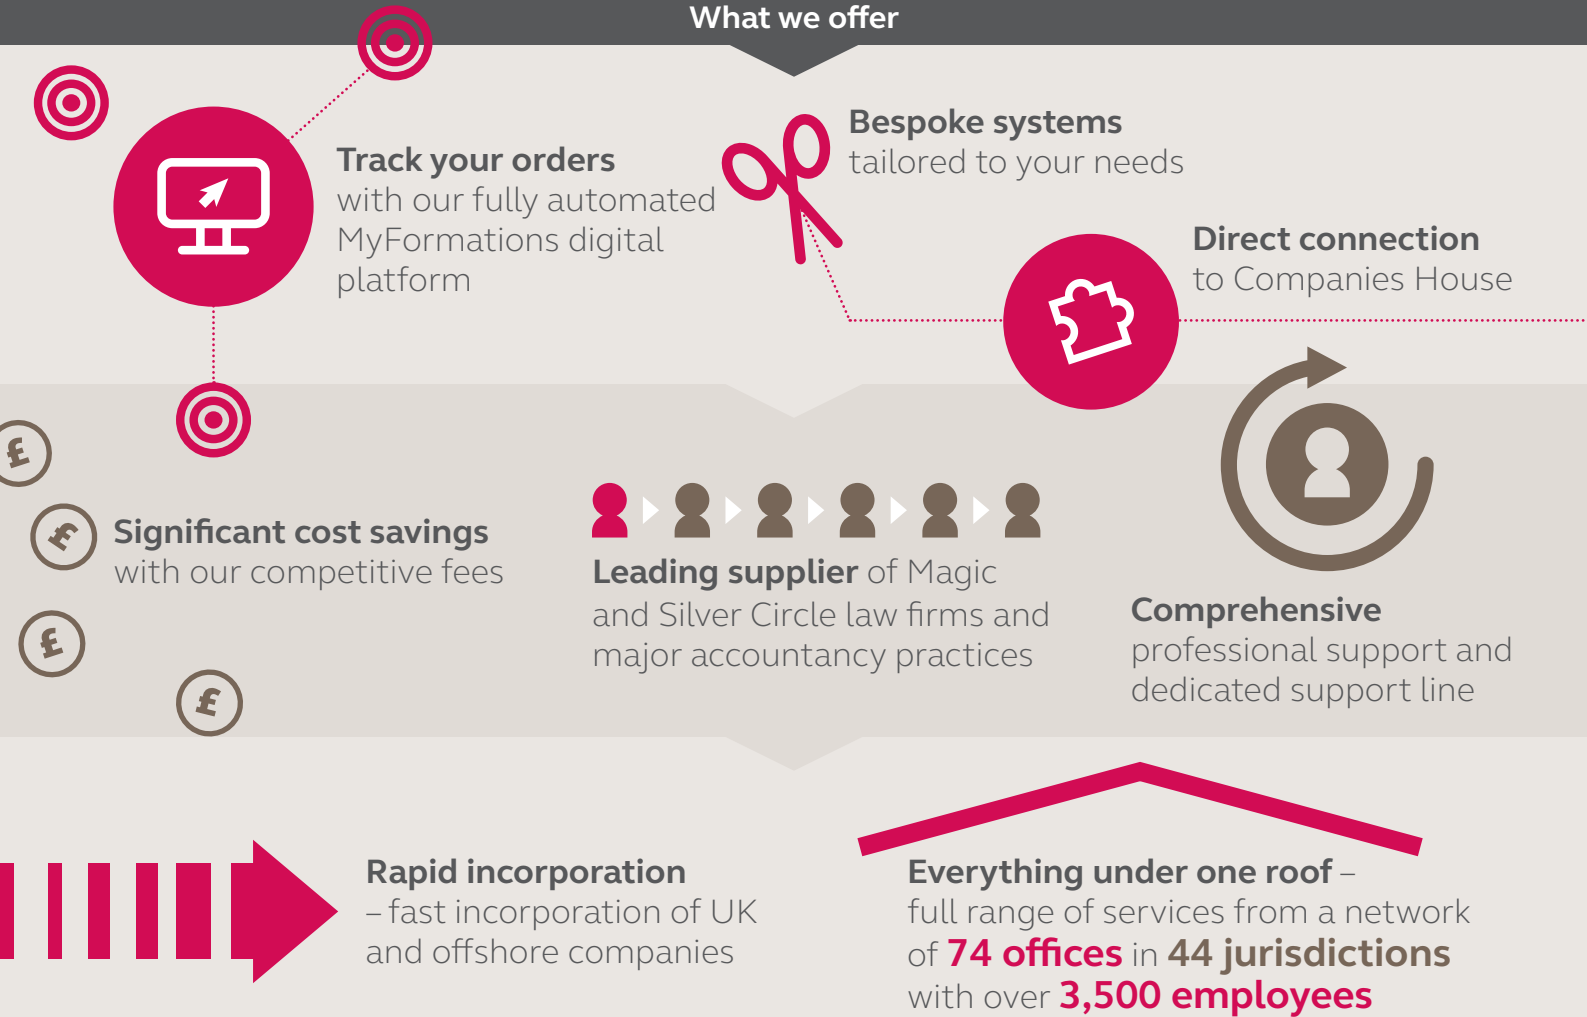 What we offer
Track your orders
with our fully automated
MyFormations digital
platform
Bespoke systems
tailored to your needs
Direct connection
to Companies House
£
£
£
£
Significant cost savings
with our competitive fees
Leading supplier of Magic
and Silver Circle law firms and
major accountancy practices
Comprehensive
professional support and
dedicated support line
Rapid incorporation
– fast incorporation of UK
and offshore companies
Everything under one roof –
full range of services from a network
of 74 offices in 44 jurisdictions
with over 3,500 employees